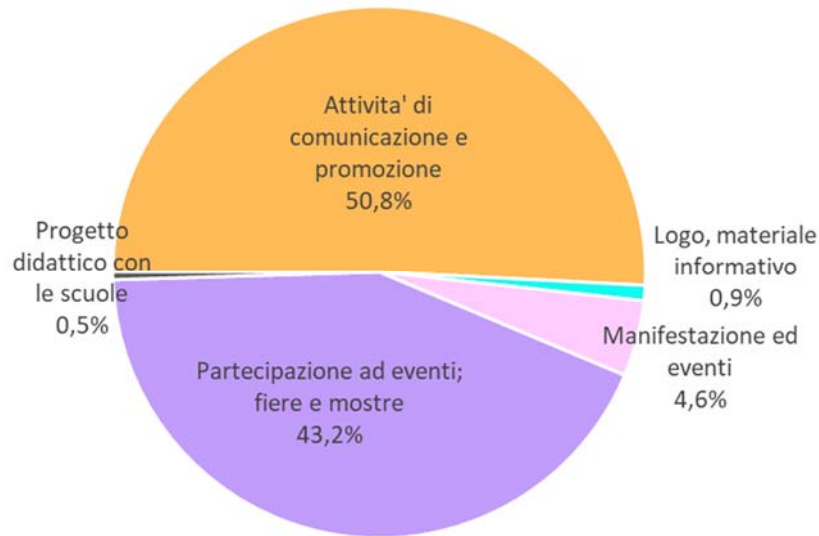 Attivita' di
comunicazione e
promozione
50,8%
Logo, materiale
informativo
0,9%
Manifestazione ed
eventi
4,6%
Partecipazione ad eventi;
fiere e mostre
43,2%
Progetto
didattico con
le scuole
0,5%